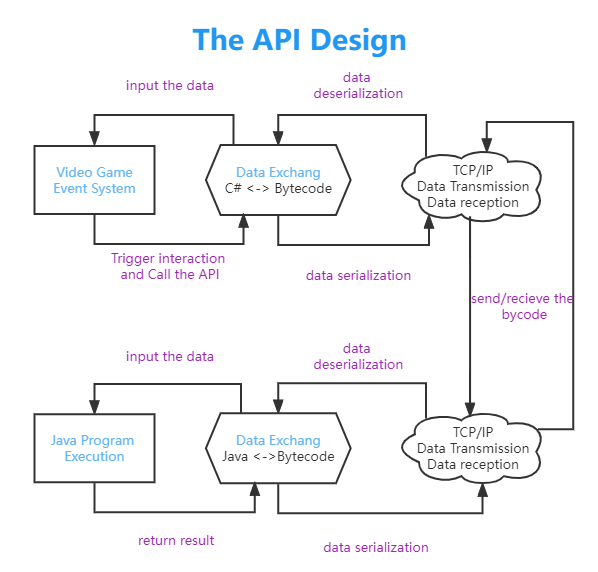 The API Design
input the data
data
deserialization
Video Game
Event System
Data Exchang
C# <-> Bytecode
TCP/IP
Data Transmission
Data reception
Trigger interaction
and Call the API
data serialization
send/recieve the
bycode
input the data
data
deserialization
Java Program
Execution
Data Exchang
Java <->Bytecode
TCP/IP
Data Transmission
Data reception
return result
data serialization